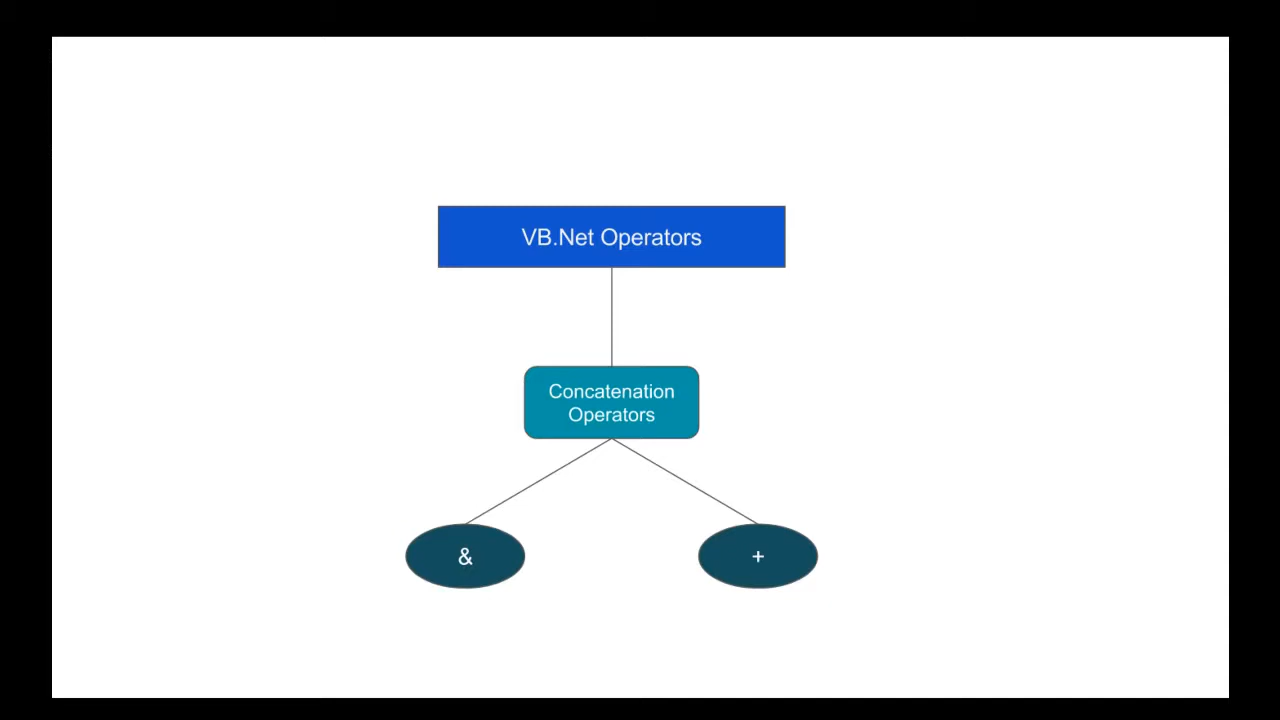 VB.Net Operators
Concatenation
Operators
&
+